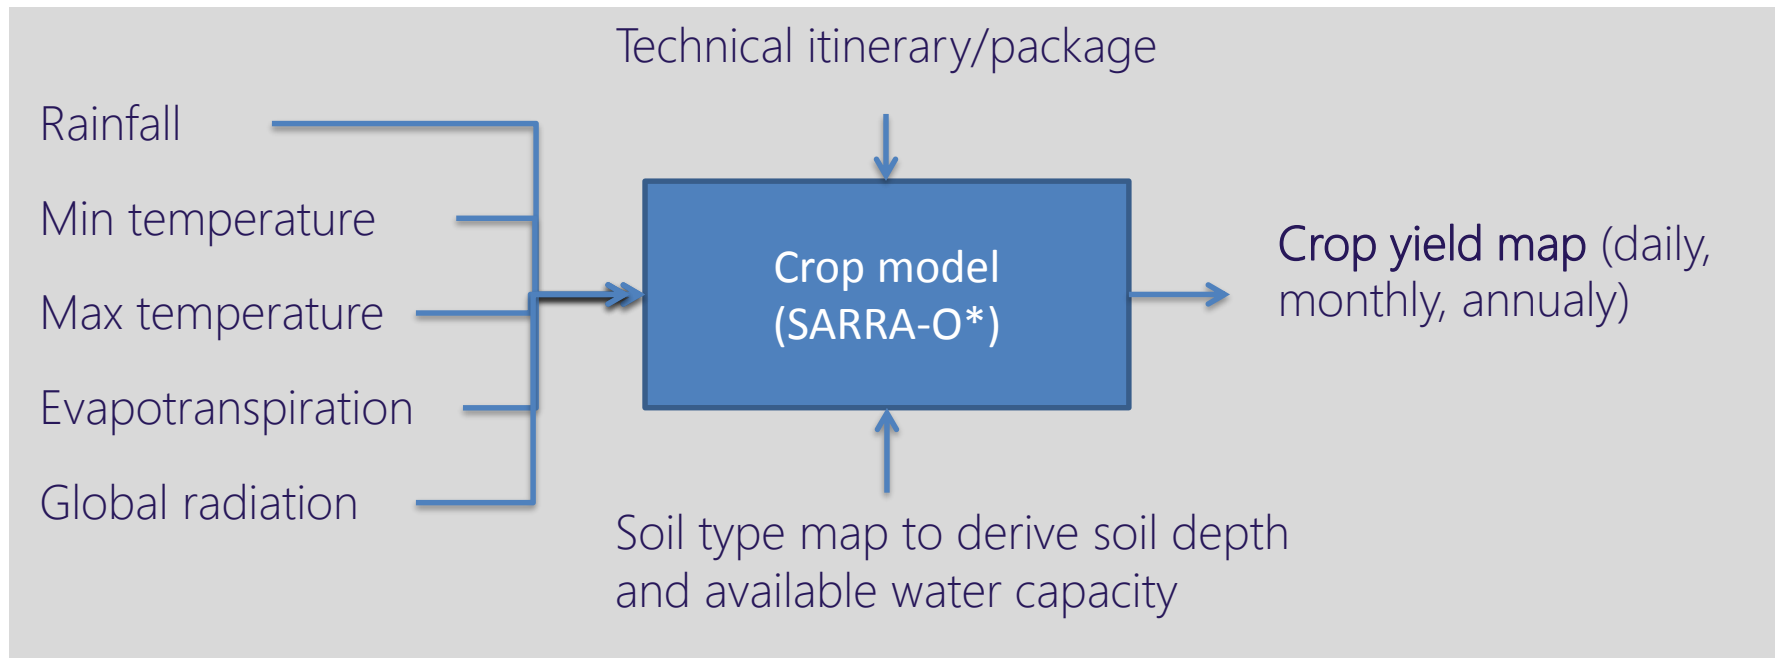 Technical itinerary/package
Rainfall
Min temperature
Max temperature
Evapotranspiration
Global radiation
Crop model
(SARRA-O*)
Crop yield map (daily,
monthly, annualy)
Soil type map to derive soil depth
and available water capacity